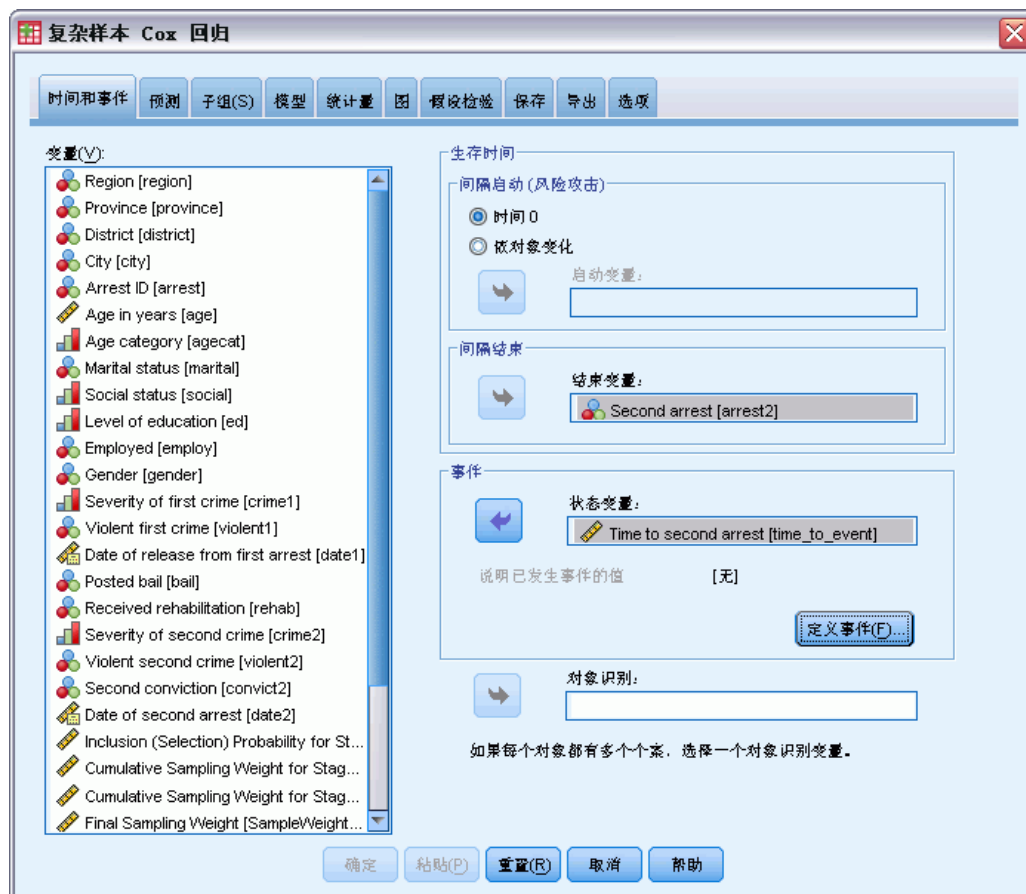 复杂样本 Cox 回归
时间和事件 预测 子组(S) 模型 统计量 图 假设检验 保存 导出 选项
变量(V):
Region [region]
Province [province]
District [district]
City [city]
Arrest ID [arrest]
Age in years [age]
Age category [agecat]
Marital status [marital]
Social status [social]
Level of education [ed]
Employed [employ]
Gender [gender]
Severity of first crime [crime1]
Violent first crime [violent1]
Date of release from first arrest [date1]
Posted bail [bail]
Received rehabilitation [rehab]
Severity of second crime [crime2]
Violent second crime [violent2]
Second conviction [convict2]
Date of second arrest [date2]
Inclusion (Selection) Probability for St...
Cumulative Sampling Weight for Stag...
Cumulative Sampling Weight for Stag...
Final Sampling Weight [SampleWeight...
生存时间
间隔启动(风险攻击)
时间 0
依对象变化
启动变量:
间隔结束
结束变量:
Second arrest [arrest2]
事件
状态变量:
Time to second arrest [time_to_event]
说明已发生事件的值 [无]
定义事件(F)...
对象识别:
如果每个对象都有多个个案，选择一个对象识别变量。
确定 粘贴(P) 重置(R) 取消 帮助